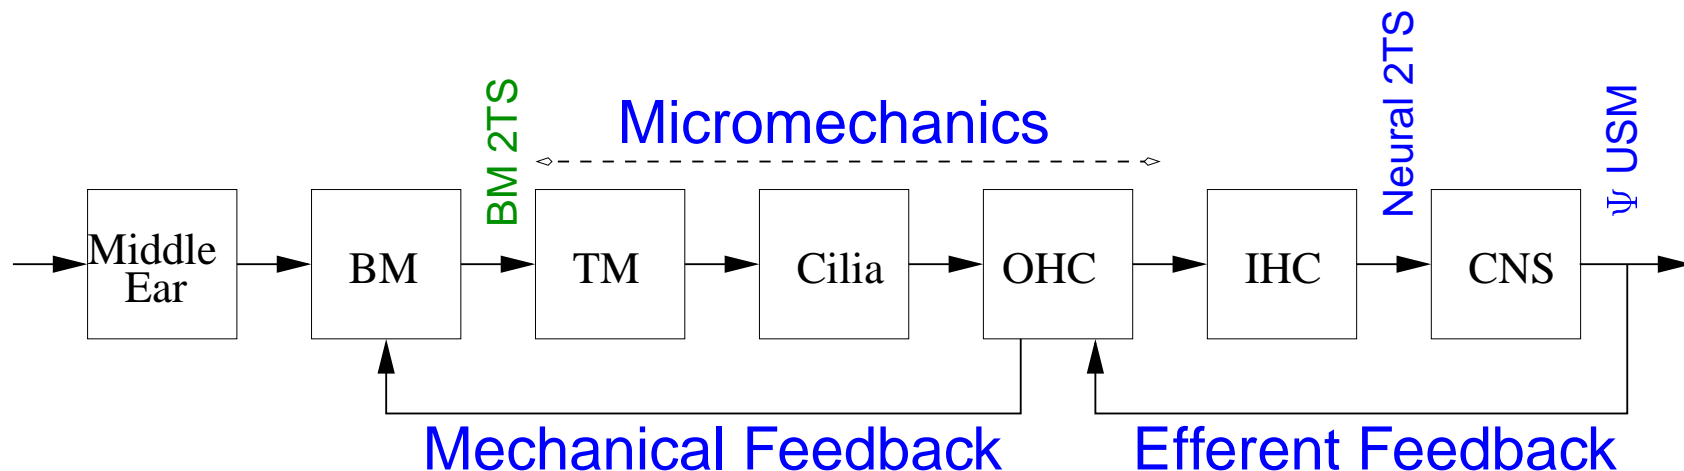 BM 2TS
Micromechanics
Neural 2TS
Ψ USM
Middle
Ear
BM
TM
Cilia
OHC
IHC
CNS
Mechanical Feedback
Efferent Feedback